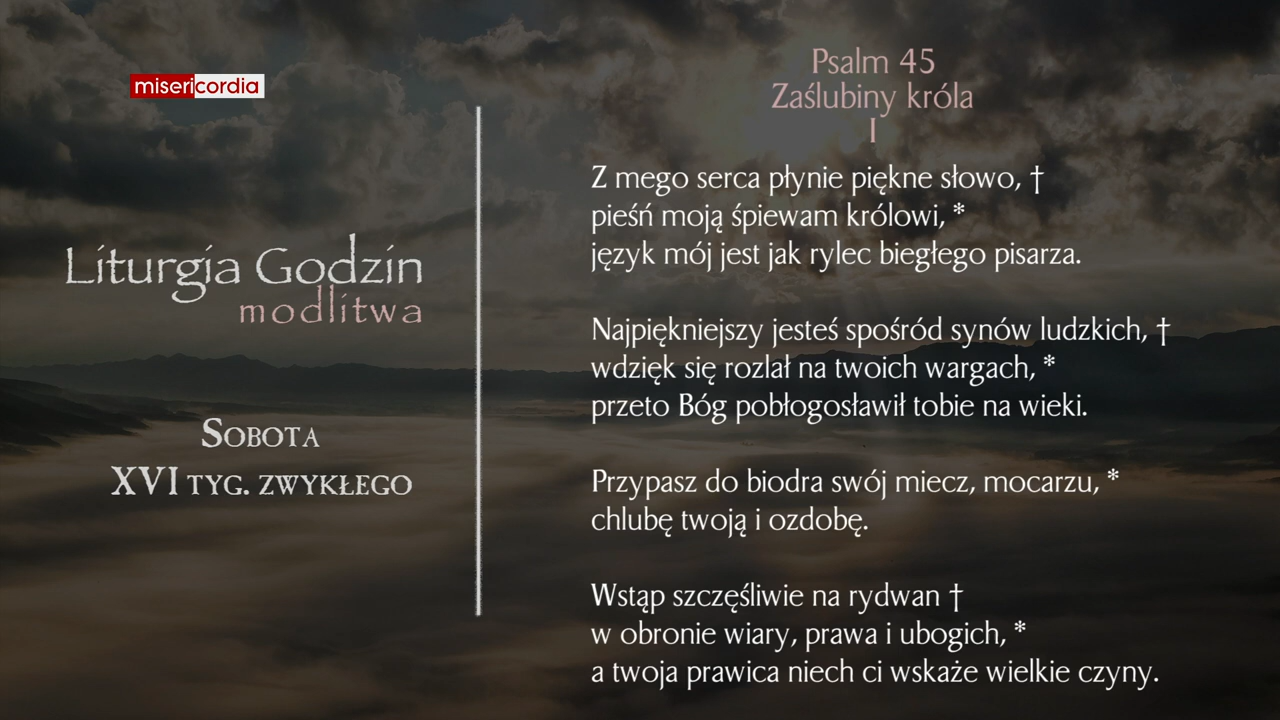 misericordia
Liturgia Godzin
modlitwa
Sobota
XVI tyg. zwykłego
Psalm 45
Zaślubiny króla
I
Z mego serca płynie piękne słowo, †
pieśń moją śpiewam królowi, *
język mój jest jak rylec biegłego pisarza.
Najpiękniejszy jesteś spośród synów ludzkich, †
wdzięk się rozlał na twoich wargach, *
przeto Bóg pobłogosławił tobie na wieki.
Przypasz do biodra swój miecz, mocarzu, *
chlubę twoją i ozdobę.
Wstąp szczęśliwie na rydwan †
w obronie wiary, prawa i ubogich, *
a twoja prawica niech ci wskaże wielkie czyny.